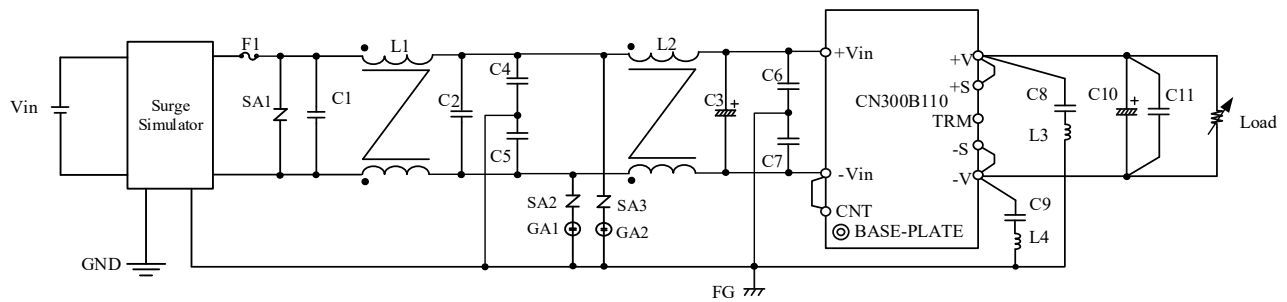 Vin
Surge
Simulator
GND
F1
SA1
C1
L1
C2
C4
C5
SA2
GA1
SA3
GA2
L2
C3
+
C6
C7
FG
+Vin
-Vin
CNT
BASE-PLATE
CN300B110
+V
+S
TRM
-S
-V
C8
L3
C9
L4
C10
+
C11
Load